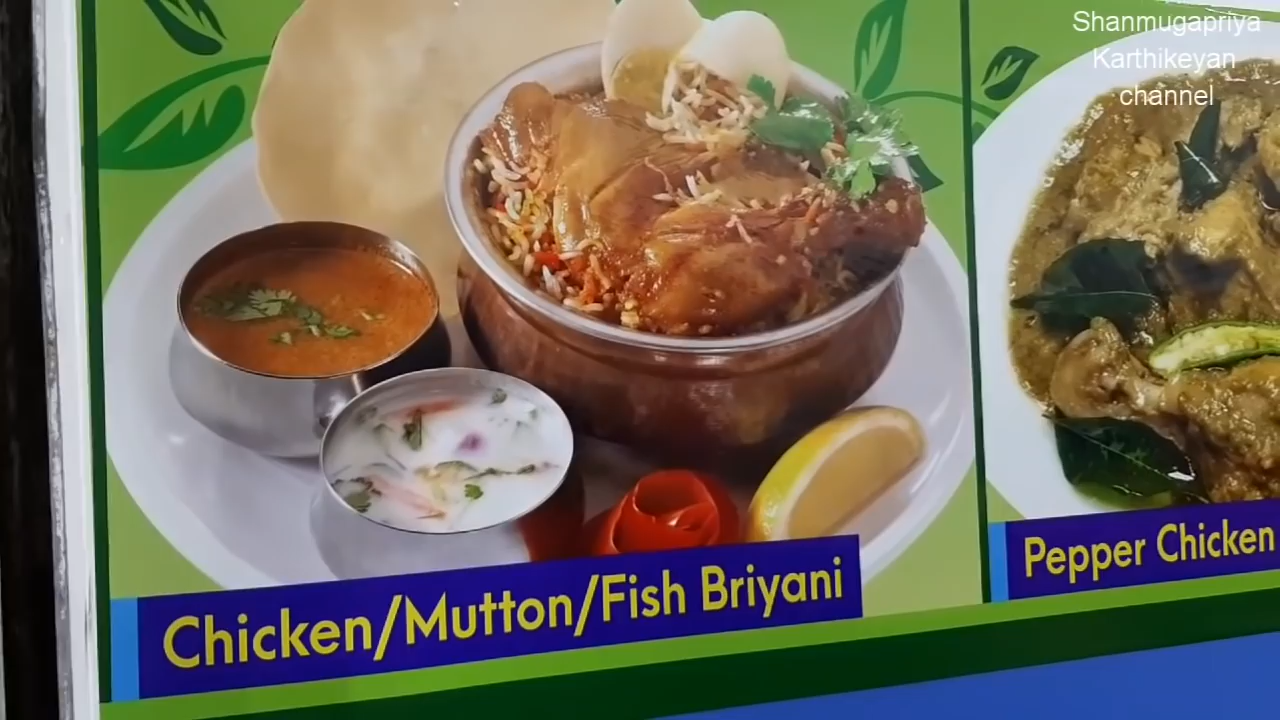 Shanmugapriya
Karthikeyan
channel
Chicken/Mutton/Fish Briyani
Pepper Chicken